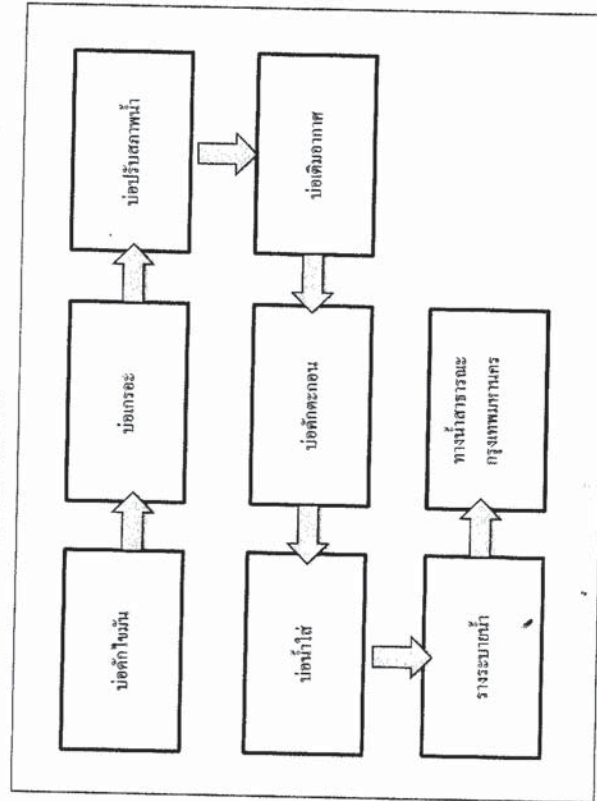 บ่อดักไขมัน
บ่อเกรอะ
บ่อปรับสภาพน้ำ
บ่อเติมอากาศ
บ่อดักตะกอน
บ่อน้ำใส่
รางระบายน้ำ
ทางน้ำสาธารณะ
กรุงเทพมหานคร